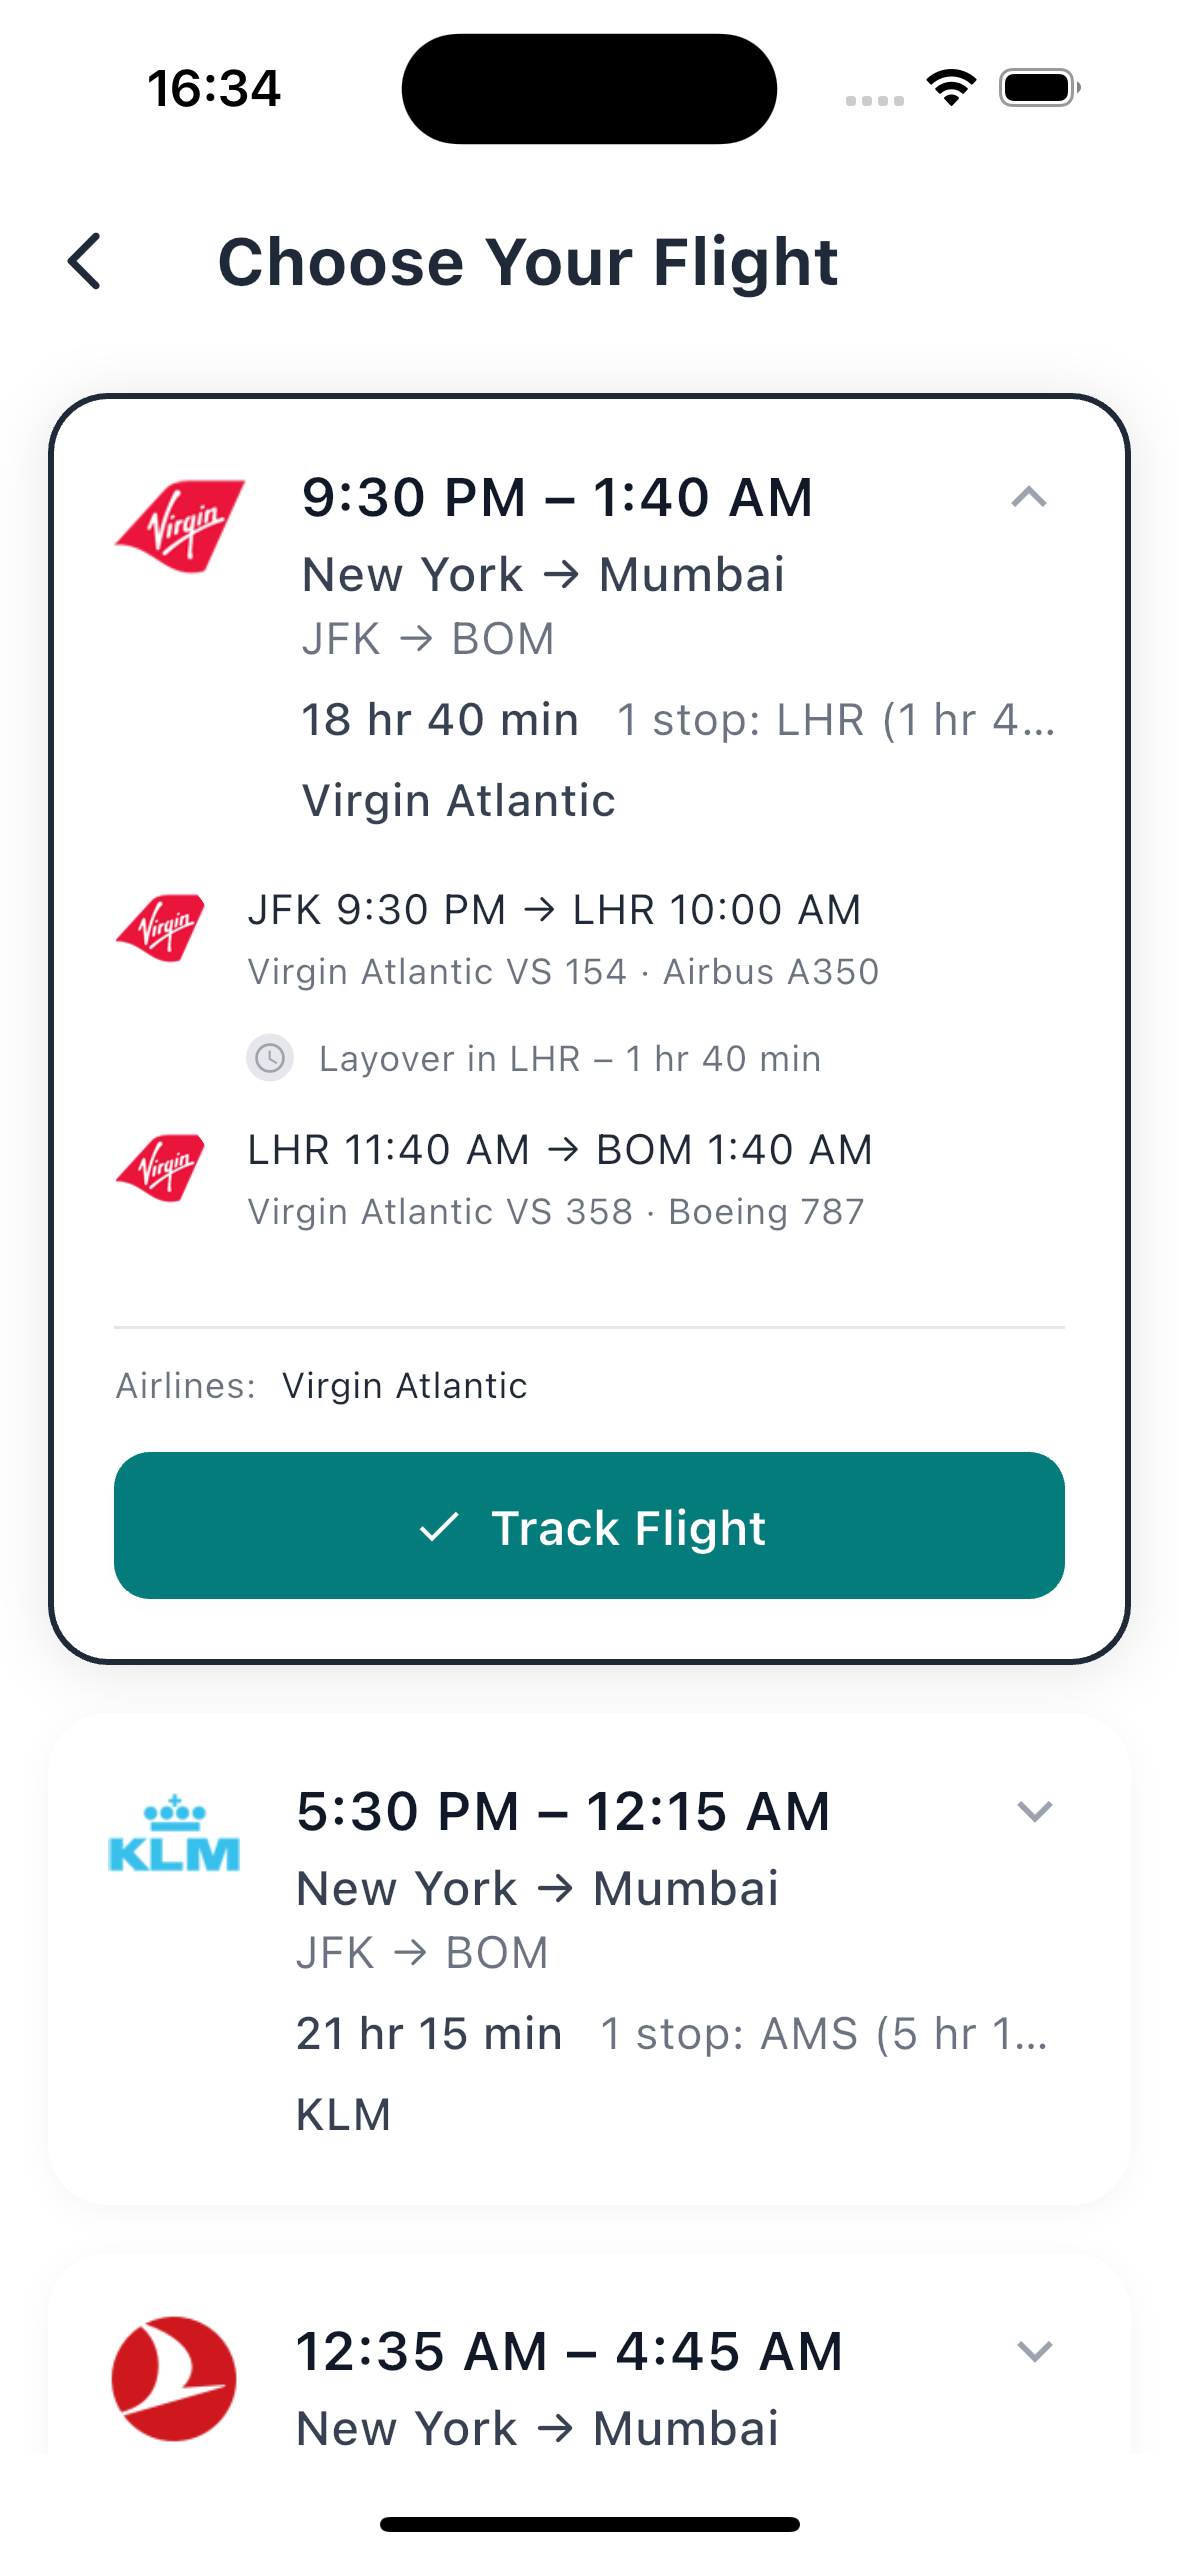 16:34
Choose Your Flight
Virgin
9:30 PM – 1:40 AM
New York → Mumbai
JFK → BOM
18 hr 40 min 1 stop: LHR (1 hr 4...
Virgin Atlantic
Virgin
JFK 9:30 PM → LHR 10:00 AM
Virgin Atlantic VS 154 · Airbus A350
Layover in LHR – 1 hr 40 min
Virgin
LHR 11:40 AM → BOM 1:40 AM
Virgin Atlantic VS 358 · Boeing 787
Airlines: Virgin Atlantic
Track Flight
KLM
5:30 PM – 12:15 AM
New York → Mumbai
JFK → BOM
21 hr 15 min 1 stop: AMS (5 hr 1...
KLM
12:35 AM – 4:45 AM
New York → Mumbai